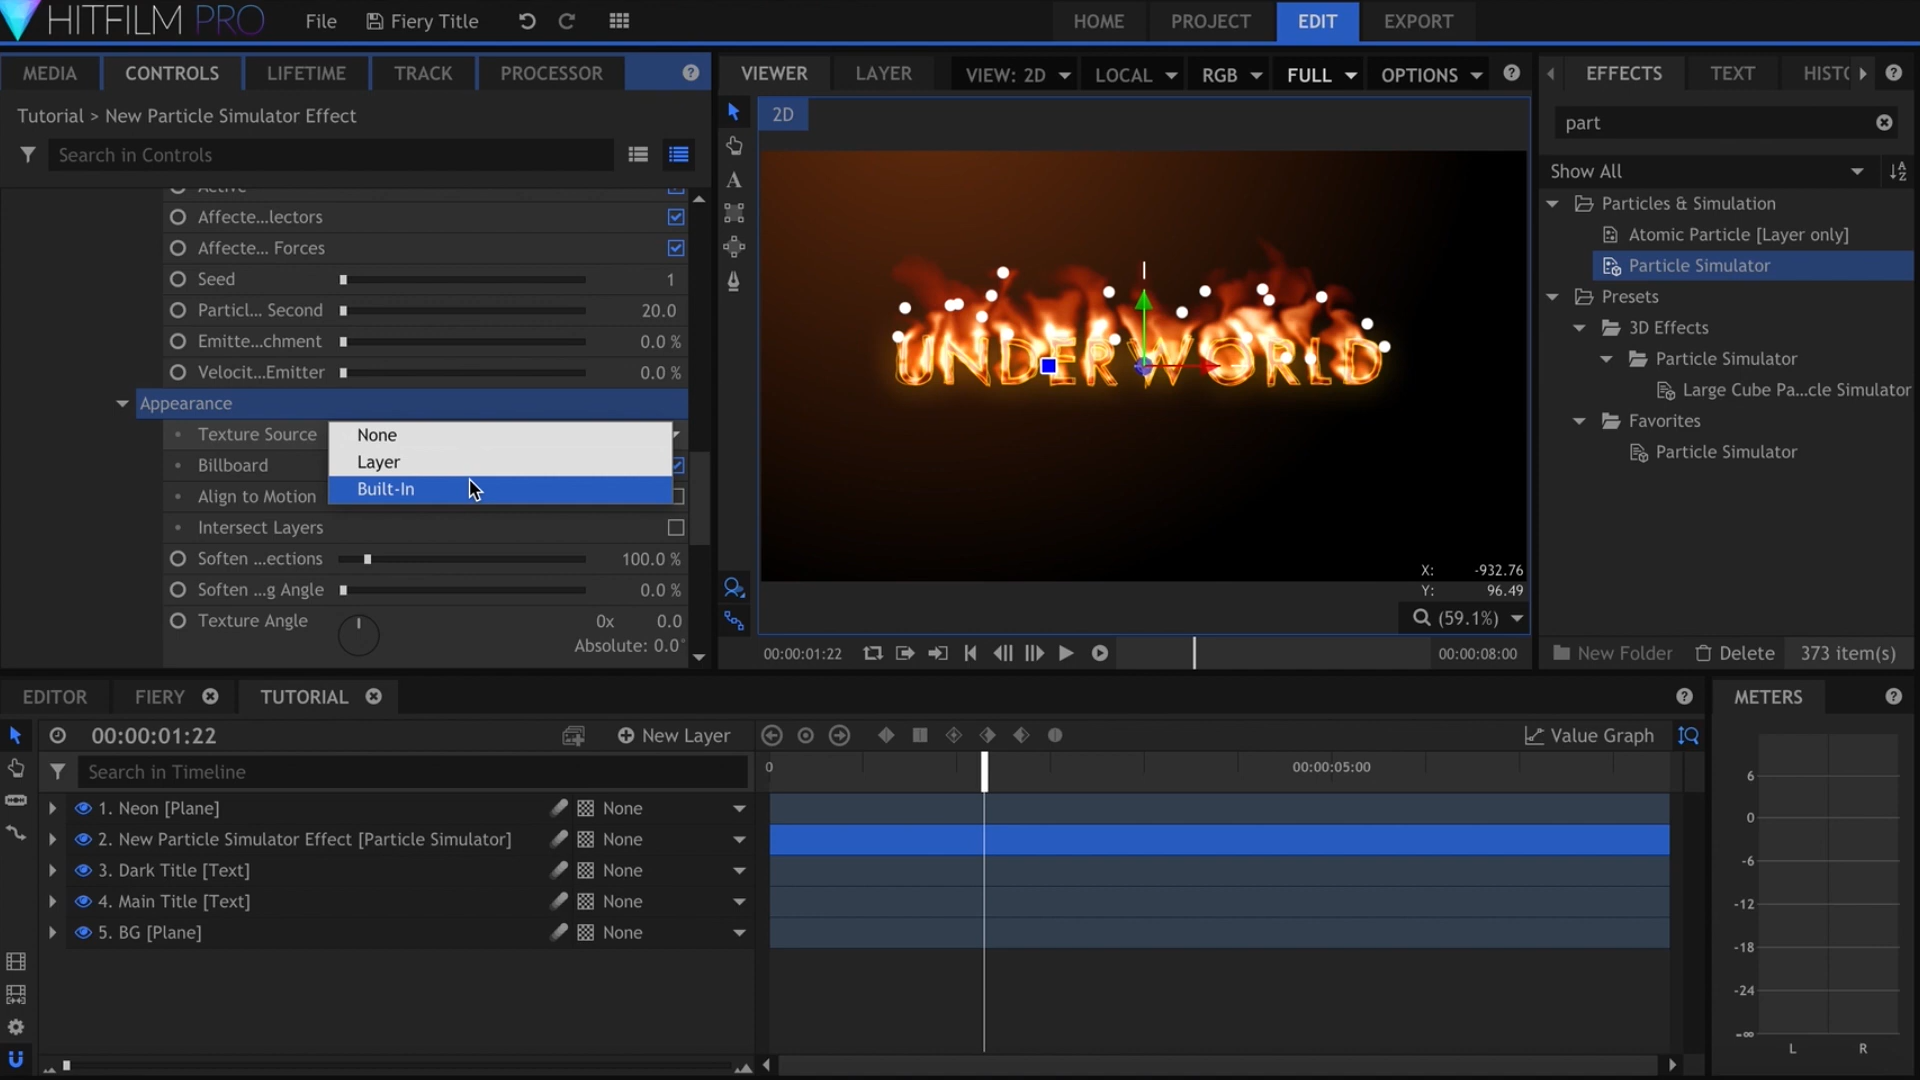 HITFILM PRO File Fiery Title HOME PROJECT EDIT EXPORT
MEDIA CONTROLS LIFETIME TRACK PROCESSOR
Tutorial > New Particle Simulator Effect
Search in Controls
Active
Affecte...lectors
Affecte... Forces
Seed 1
Particl... Second 20.0
Emitte...chment 0.0 %
Velocit...Emitter 0.0 %
Appearance
Texture Source
None
Layer
Built-In
Billboard
Align to Motion
Intersect Layers
Soften ...ections 100.0 %
Soften ...g Angle 0.0 %
Texture Angle 0x 0.0
Absolute: 0.0°
VIEWER LAYER VIEW: 2D LOCAL RGB FULL OPTIONS
2D
UNDERWORLD
X: -932.76
Y: 96.49
(59.1%)
00:00:01:22 00:00:08:00
EFFECTS TEXT HISTO
part
Show All
Particles & Simulation
Atomic Particle [Layer only]
Particle Simulator
Presets
3D Effects
Particle Simulator
Large Cube Pa...cle Simulator
Favorites
Particle Simulator
New Folder Delete 373 item(s)
EDITOR FIERY TUTORIAL
00:00:01:22 New Layer Value Graph
Search in Timeline
0 00:00:05:00
1. Neon [Plane] None
2. New Particle Simulator Effect [Particle Simulator] None
3. Dark Title [Text] None
4. Main Title [Text] None
5. BG [Plane] None
METERS
6
0
-6
-12
-18
-24
-∞
L R